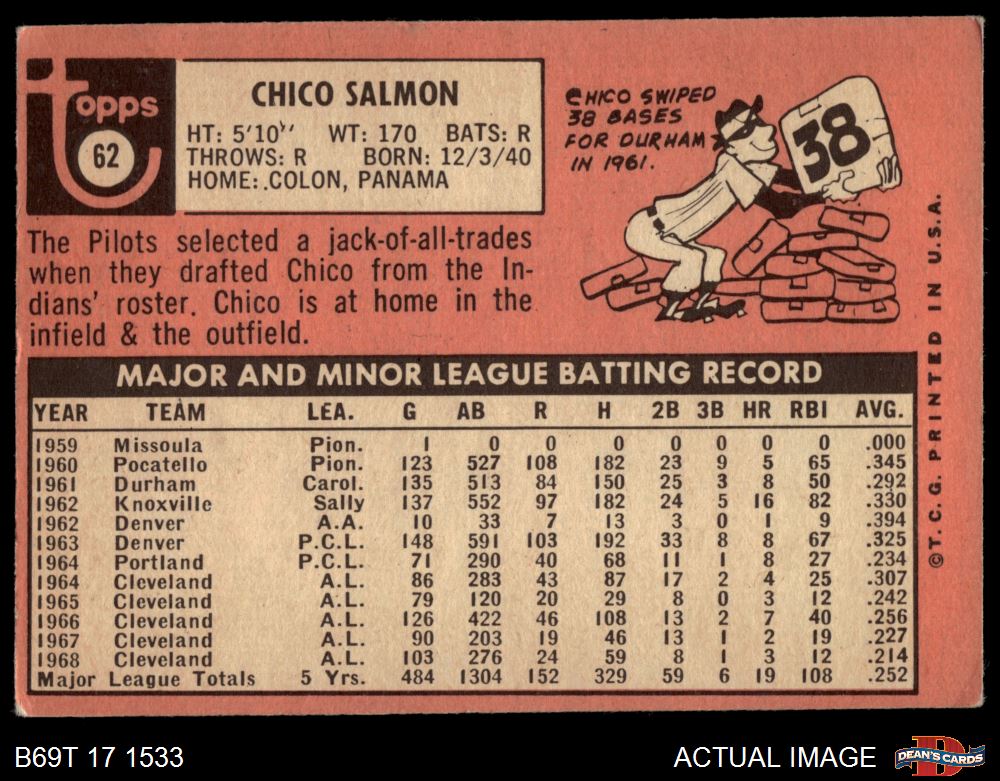 Topps
62
CHICO SALMON
HT: 5'10" WT: 170 BATS: R
THROWS: R BORN: 12/3/40
HOME: COLON, PANAMA
The Pilots selected a jack-of-all-trades
when they drafted Chico from the In-
dians' roster. Chico is at home in the
infield & the outfield.
CHICO SWIPED
38 BASES
FOR DURHAM
IN 1961.
38
MAJOR AND MINOR LEAGUE BATTING RECORD
YEAR TEAM LEA. G AB R H 2B 3B HR RBI AVG.
1959 Missoula Pion. 1 0 0 0 0 0 0 0 .000
1960 Pocatello Pion. 123 527 108 182 23 9 5 65 .345
1961 Durham Carol. 135 513 84 150 25 3 8 50 .292
1962 Knoxville Sally 137 552 97 182 24 5 16 82 .330
1962 Denver A.A. 10 33 7 13 3 0 1 9 .394
1963 Denver P.C.L. 148 591 103 192 33 8 8 67 .325
1964 Portland P.C.L. 71 290 40 68 11 1 8 27 .234
1964 Cleveland A.L. 86 283 43 87 17 2 4 25 .307
1965 Cleveland A.L. 79 120 20 29 8 0 3 12 .242
1966 Cleveland A.L. 126 422 46 108 13 2 7 40 .256
1967 Cleveland A.L. 90 203 19 46 13 1 2 19 .227
1968 Cleveland A.L. 103 276 24 59 8 1 3 12 .214
Major League Totals 5 Yrs. 484 1304 152 329 59 6 19 108 .252
©T. C. G. PRINTED IN U.S.A.
B69T 17 1533
ACTUAL IMAGE
D
DEAN'S CARDS